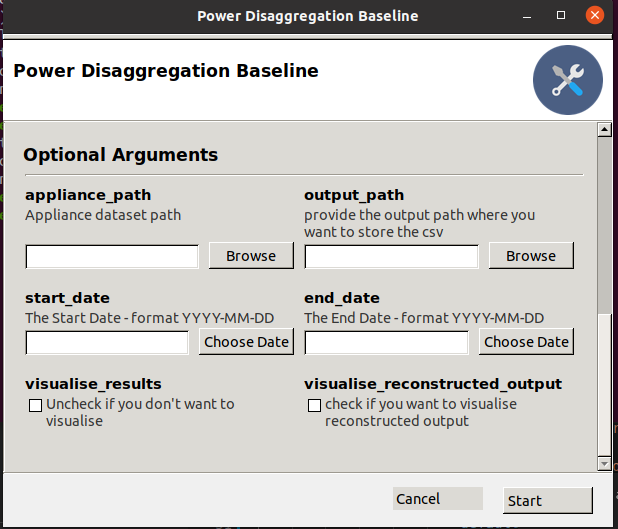 Power Disaggregation Baseline
Power Disaggregation Baseline
Optional Arguments
appliance_path
Appliance dataset path
Browse
output_path
provide the output path where you
want to store the csv
Browse
start_date
The Start Date - format YYYY-MM-DD
Choose Date
end_date
The End Date - format YYYY-MM-DD
Choose Date
visualise_results
Uncheck if you don't want to
visualise
visualise_reconstructed_output
check if you want to visualise
reconstructed output
Cancel
Start